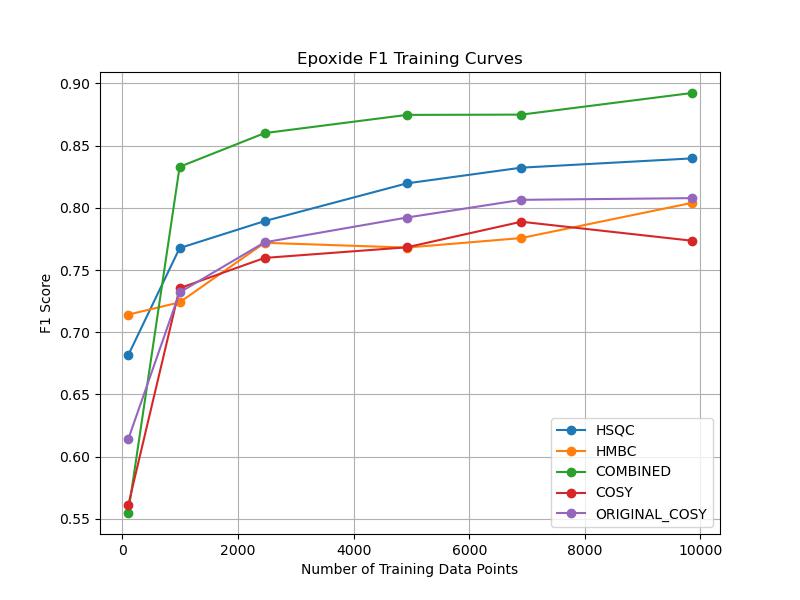 Epoxide F1 Training Curves
0.90
0.85
0.80
0.75
0.70
0.65
0.60
0.55
F1 Score
HSQC
HMBC
COMBINED
COSY
ORIGINAL_COSY
0 2000 4000 6000 8000 10000
Number of Training Data Points